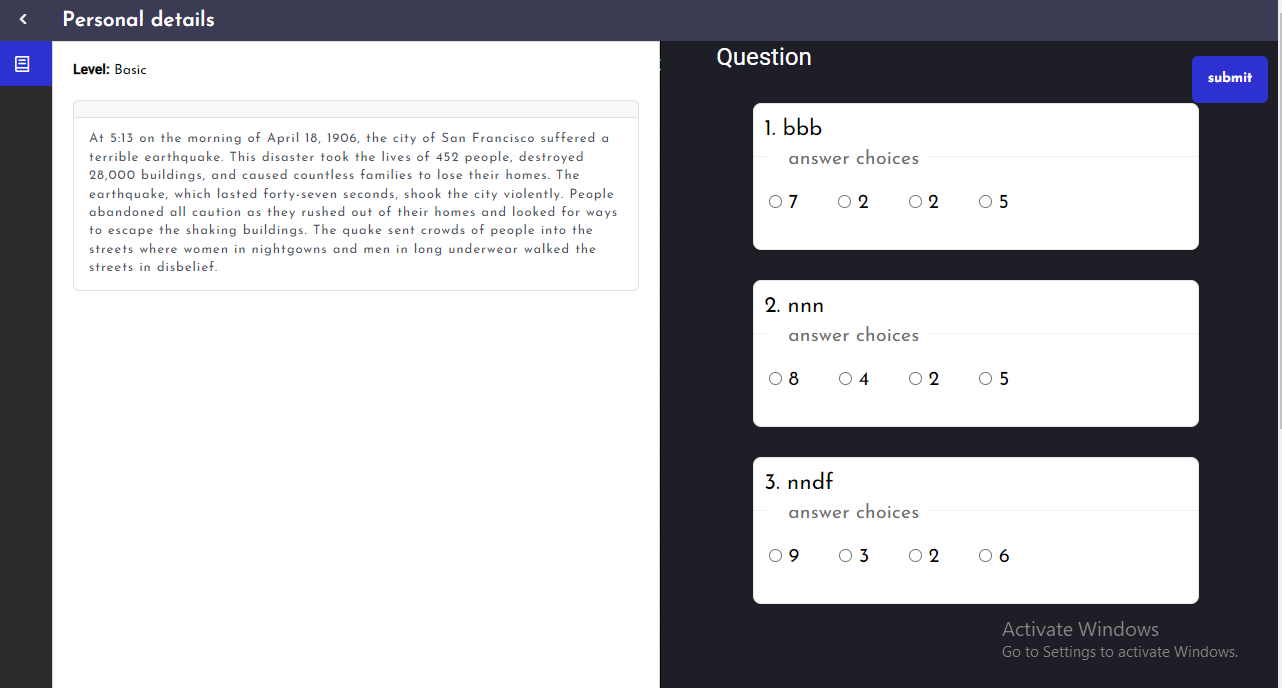 Personal details
Level: Basic
At 5:13 on the morning of April 18, 1906, the city of San Francisco suffered a
terrible earthquake. This disaster took the lives of 452 people, destroyed
28,000 buildings, and caused countless families to lose their homes. The
earthquake, which lasted forty-seven seconds, shook the city violently. People
abandoned all caution as they rushed out of their homes and looked for ways
to escape the shaking buildings. The quake sent crowds of people into the
streets where women in nightgowns and men in long underwear walked the
streets in disbelief.
Question
submit
1. bbb
answer choices
7 2 2 5
2. nnn
answer choices
8 4 2 5
3. nndf
answer choices
9 3 2 6
Activate Windows
Go to Settings to activate Windows.